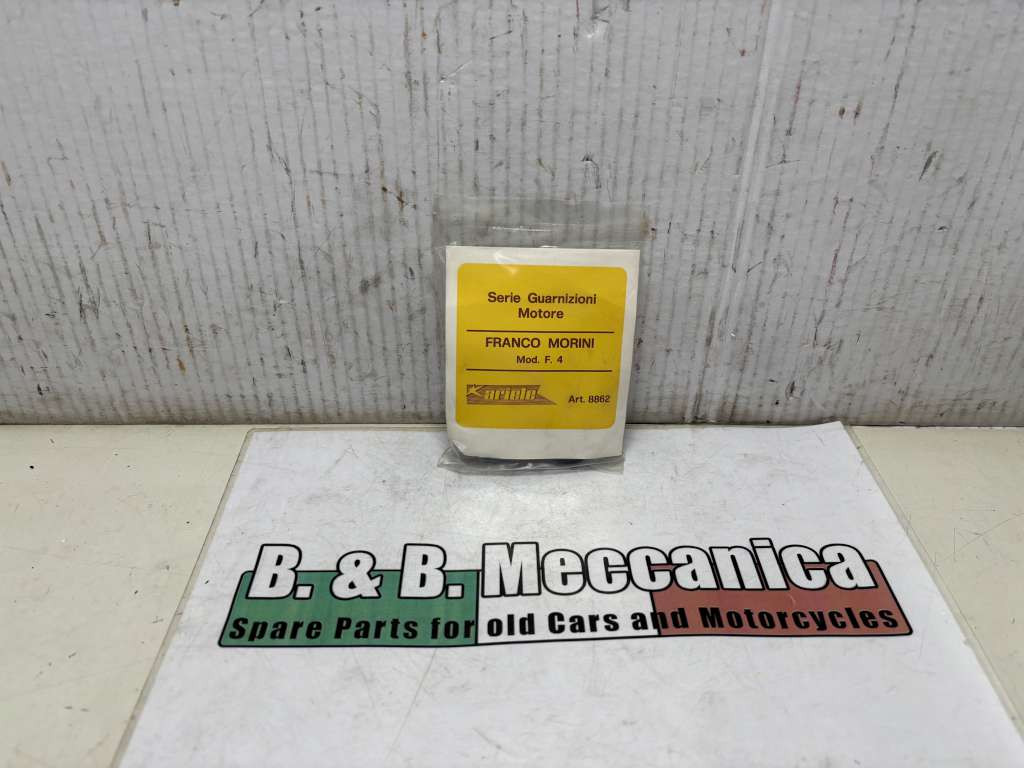 Serie Guarnizioni
Motore
FRANCO MORINI
Mod. F. 4
Art. 8862
B. & B. Meccanica
Spare Parts for old Cars and Motorcycles